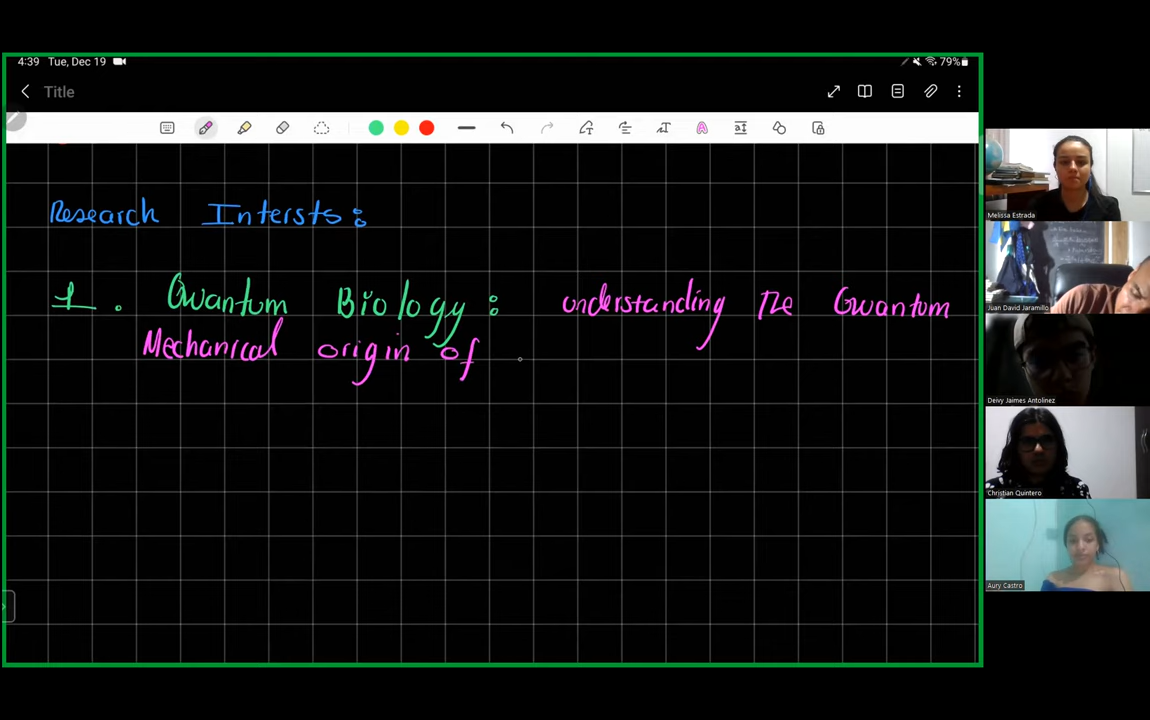 4:39 Tue, Dec 19
79%
Title
Research Intersts:
1. Quantum Biology: understanding the Quantum
Mechanical origin of
Melissa Estrada
Juan David Jaramillo
Deivy Jaimes Antolinez
Christian Quintero
Aury Castro